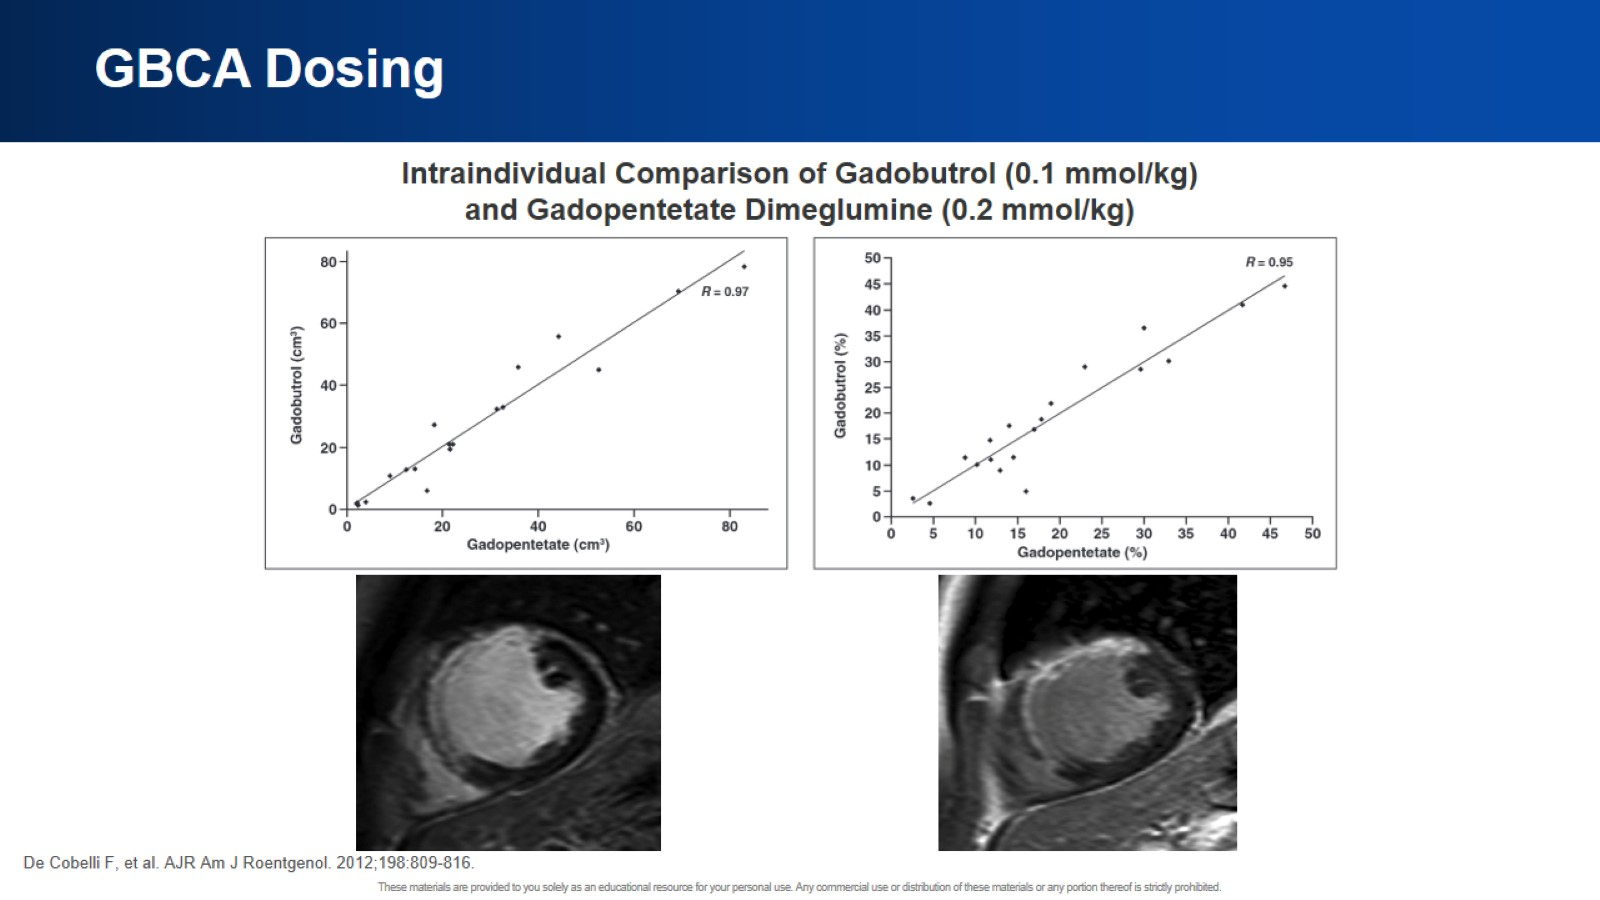 GBCA Dosing
Intraindividual Comparison of Gadobutrol (0.1 mmol/kg)
and Gadopentetate Dimeglumine (0.2 mmol/kg)
80
60
40
20
0
Gadobutrol (cm³)
R = 0.97
0 20 40 60 80
Gadopentetate (cm³)
50
45
40
35
30
25
20
15
10
5
0
Gadobutrol (%)
R = 0.95
0 5 10 15 20 25 30 35 40 45 50
Gadopentetate (%)
De Cobelli F, et al. AJR Am J Roentgenol. 2012;198:809-816.
These materials are provided to you solely as an educational resource for your personal use. Any commercial use or distribution of these materials or any portion thereof is strictly prohibited.